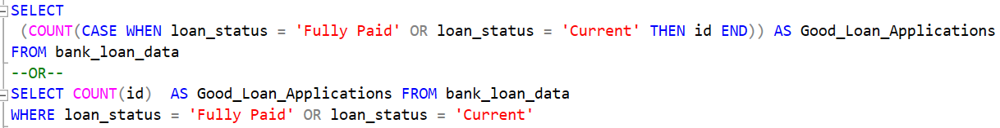 SELECT
(COUNT(CASE WHEN loan_status = 'Fully Paid' OR loan_status = 'Current' THEN id END)) AS Good_Loan_Applications
FROM bank_loan_data
--OR--
SELECT COUNT(id)  AS Good_Loan_Applications FROM bank_loan_data
WHERE loan_status = 'Fully Paid' OR loan_status = 'Current'